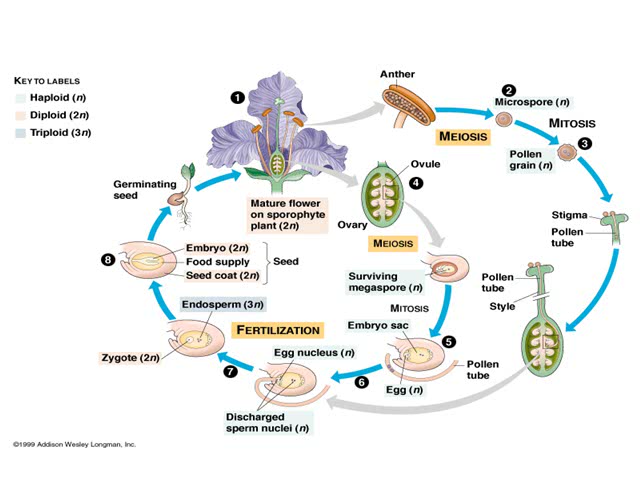 KEY TO LABELS
Haploid (n)
Diploid (2n)
Triploid (3n)
1
Anther
2
Microspore (n)
MEIOSIS
MITOSIS
3
Pollen
grain (n)
Ovule
4
Ovary
Germinating
seed
Mature flower
on sporophyte
plant (2n)
MEIOSIS
Stigma
Pollen
tube
8
Embryo (2n)
Food supply
Seed coat (2n)
Seed
Surviving
megaspore (n)
Pollen
tube
Style
Endosperm (3n)
MITOSIS
FERTILIZATION
Embryo sac
5
Zygote (2n)
Egg nucleus (n)
7
6
Pollen
tube
Egg (n)
Discharged
sperm nuclei (n)
©1999 Addison Wesley Longman, Inc.